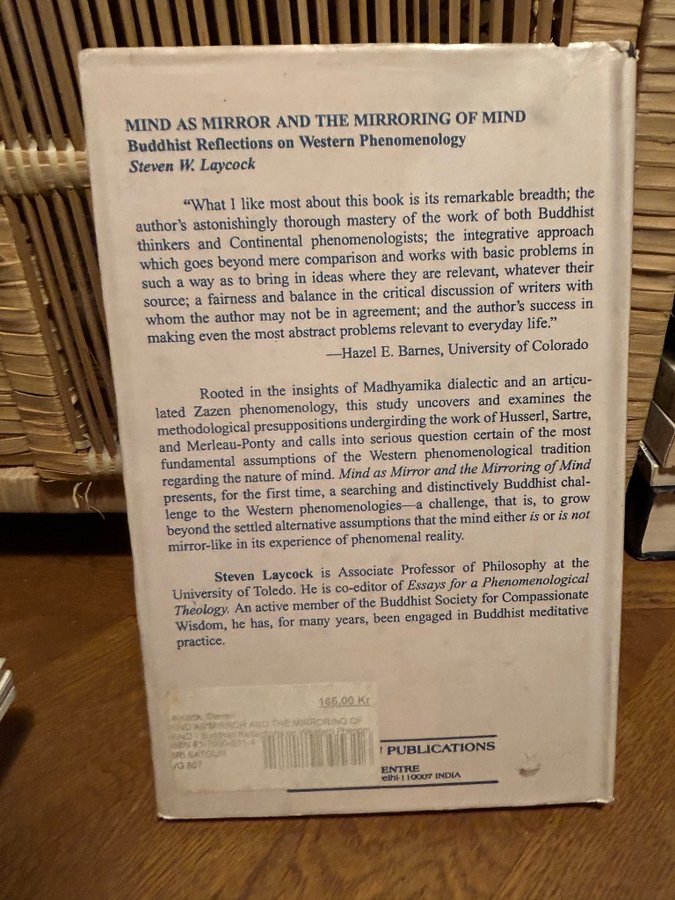 MIND AS MIRROR AND THE MIRRORING OF MIND
Buddhist Reflections on Western Phenomenology
Steven W. Laycock
“What I like most about this book is its remarkable breadth; the
author’s astonishingly thorough mastery of the work of both Buddhist
thinkers and Continental phenomenologists; the integrative approach
which goes beyond mere comparison and works with basic problems in
such a way as to bring in ideas where they are relevant, whatever their
source; a fairness and balance in the critical discussion of writers with
whom the author may not be in agreement; and the author’s success in
making even the most abstract problems relevant to everyday life.”
—Hazel E. Barnes, University of Colorado
Rooted in the insights of Madhyamika dialectic and an articu-
lated Zazen phenomenology, this study uncovers and examines the
methodological presuppositions undergirding the work of Husserl, Sartre,
and Merleau-Ponty and calls into serious question certain of the most
fundamental assumptions of the Western phenomenological tradition
regarding the nature of mind. Mind as Mirror and the Mirroring of Mind
presents, for the first time, a searching and distinctively Buddhist chal-
lenge to the Western phenomenologies—a challenge, that is, to grow
beyond the settled alternative assumptions that the mind either is or is not
mirror-like in its experience of phenomenal reality.
Steven Laycock is Associate Professor of Philosophy at the
University of Toledo. He is co-editor of Essays for a Phenomenological
Theology. An active member of the Buddhist Society for Compassionate
Wisdom, he has, for many years, been engaged in Buddhist meditative
practice.
Kr
MIND AS MIRROR AND THE MIRRORING OF
MIND
PUBLICATIONS
ENTRE
elhi-110007 INDIA